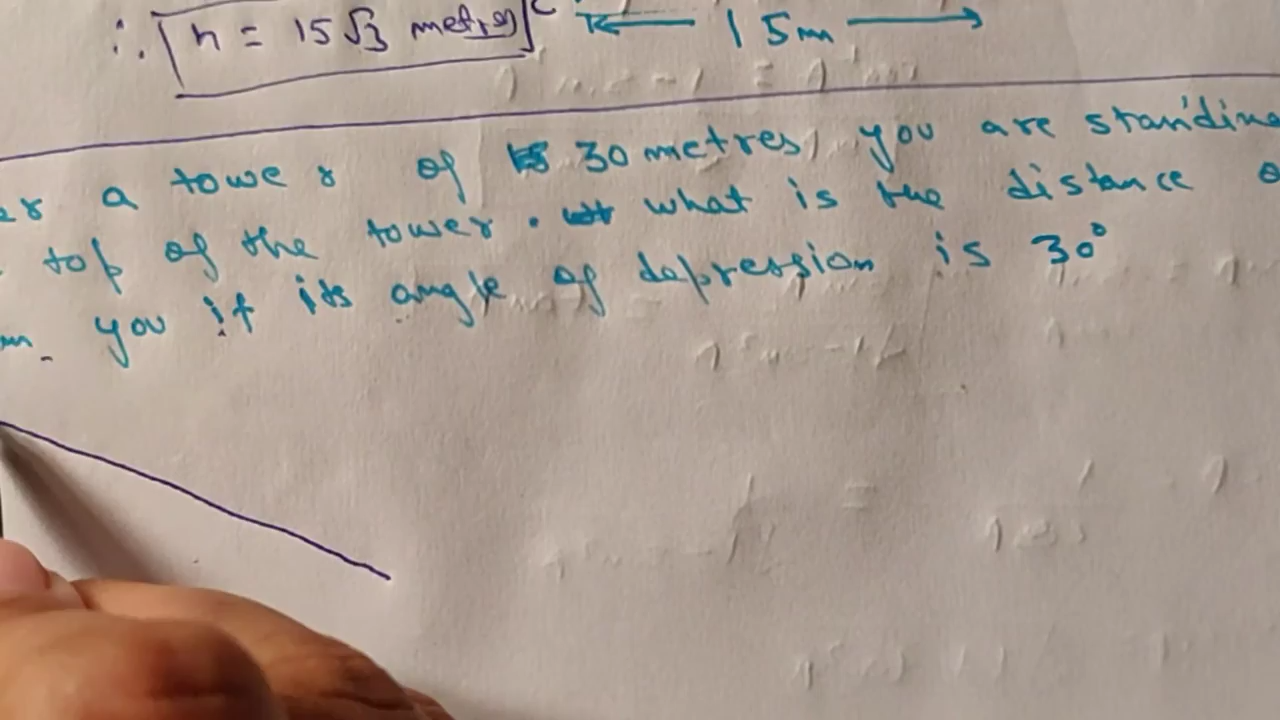 ∴ h = 15√3 metres C 15m
a tower of 30 metres, you are standing
top of the tower. what is the distance
you if its angle of depression is 30°